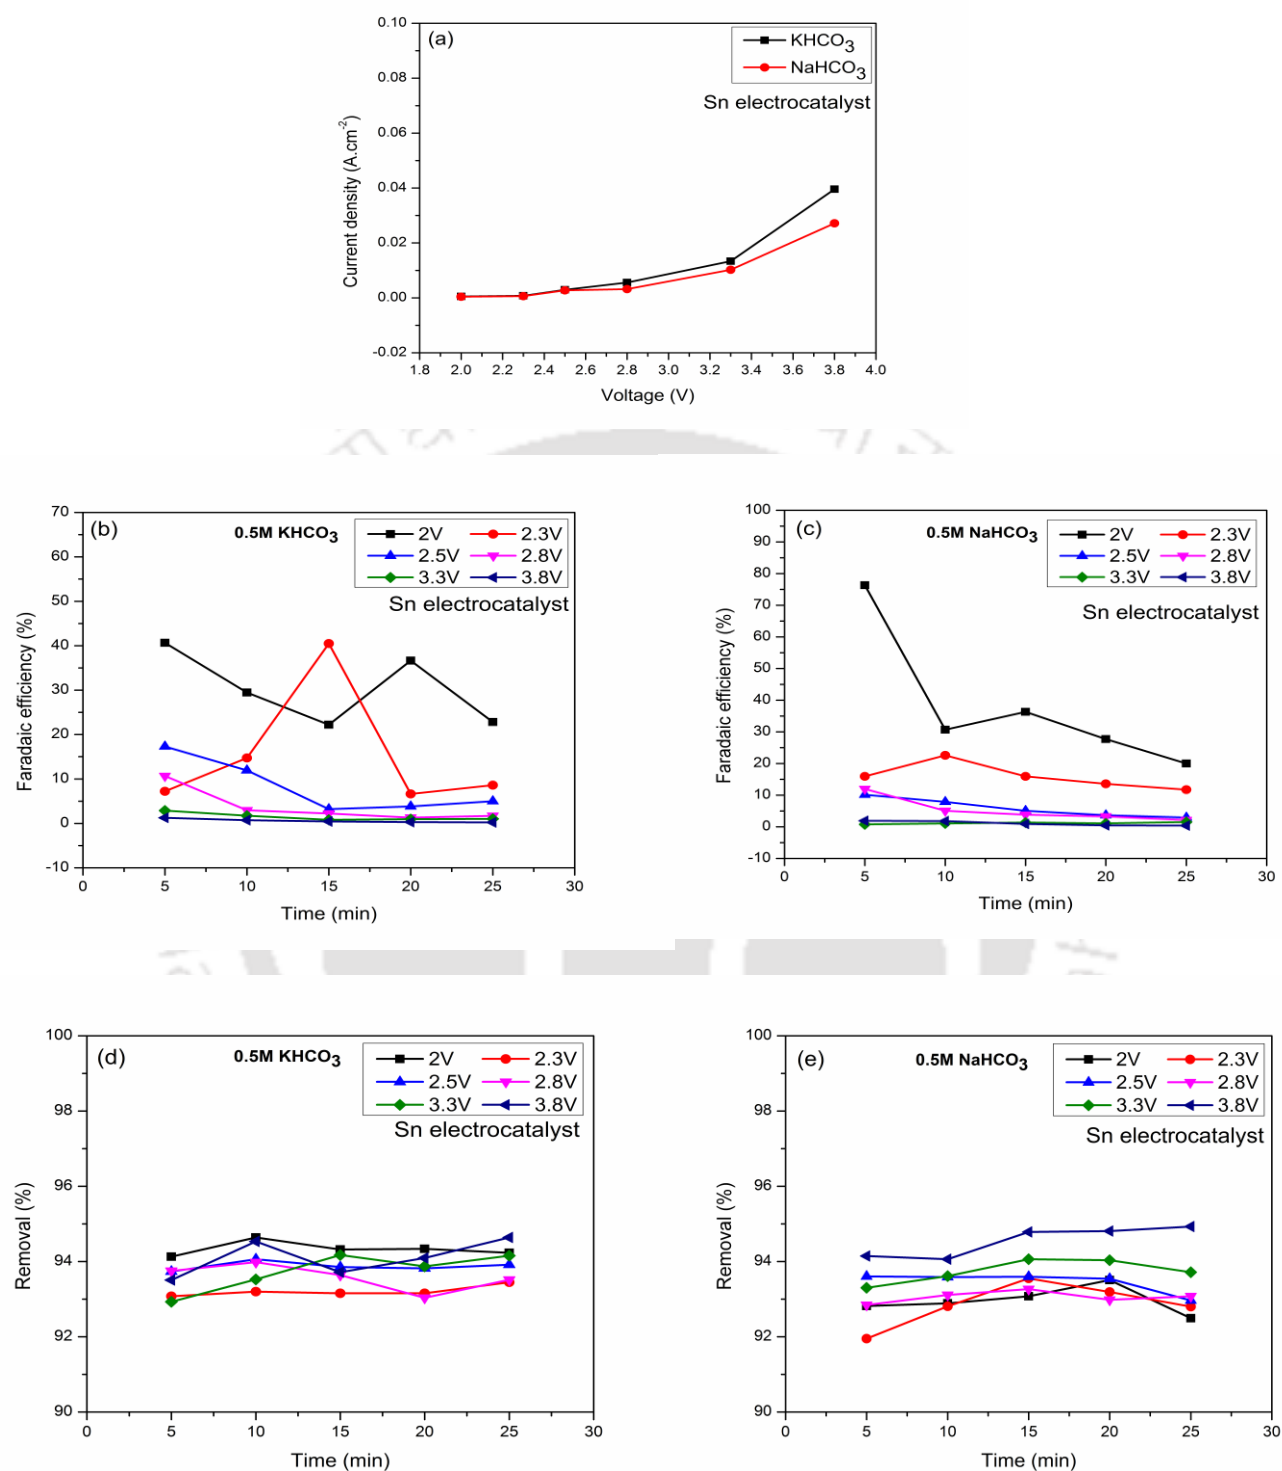 (a)
KHCO3
NaHCO3
Sn electrocatalyst
Current density (A.cm-2)
0.10
0.08
0.06
0.04
0.02
0.00
-0.02
1.8 2.0 2.2 2.4 2.6 2.8 3.0 3.2 3.4 3.6 3.8 4.0
Voltage (V)
(b)
0.5M KHCO3
2V 2.3V
2.5V 2.8V
3.3V 3.8V
Sn electrocatalyst
Faradaic efficiency (%)
70
60
50
40
30
20
10
0
-10
0 5 10 15 20 25 30
Time (min)
(c)
0.5M NaHCO3
2V 2.3V
2.5V 2.8V
3.3V 3.8V
Sn electrocatalyst
Faradaic efficiency (%)
100
90
80
70
60
50
40
30
20
10
0
-10
0 5 10 15 20 25 30
Time (min)
(d)
0.5M KHCO3
2V 2.3V
2.5V 2.8V
3.3V 3.8V
Sn electrocatalyst
Removal (%)
100
98
96
94
92
90
0 5 10 15 20 25 30
Time (min)
(e)
0.5M NaHCO3
2V 2.3V
2.5V 2.8V
3.3V 3.8V
Sn electrocatalyst
Removal (%)
100
98
96
94
92
90
0 5 10 15 20 25 30
Time (min)